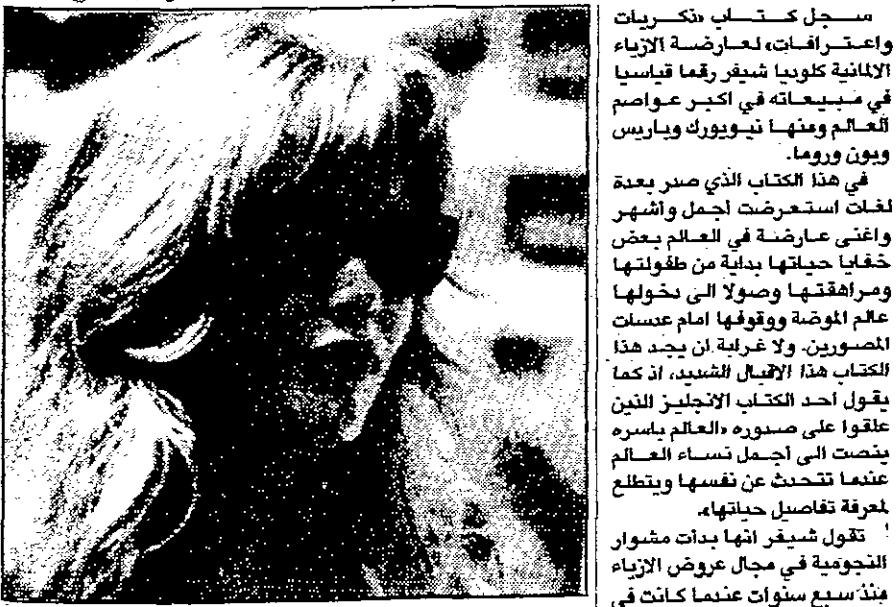 سجل كتاب «ذكريات
واعترافات» لعارضة الازياء
الالمانية كلوديا شيفر رقما قياسيا
في مبيعاته في اكبر عواصم
العالم ومنها نيويورك وباريس
وبون وروما.
في هذا الكتاب الذي صدر بعدة
لغات استعرضت أجمل وأشهر
واغنى عارضة في العالم بعض
خفايا حياتها بداية من طفولتها
ومراهقتها وصولا الى دخولها
عالم الموضة ووقوفها امام عدسات
المصورين. ولا غرابة ان يجد هذا
الكتاب هذا الاقبال الشديد، اذ كما
يقول احد الكتاب الانجليز الذين
علقوا على صدوره «العالم باسره
ينصت الى أجمل نساء العالم
عندما تتحدث عن نفسها ويتطلع
لمعرفة تفاصيل حياتها».
تقول شيفر انها بدأت مشوار
النجومية في مجال عروض الازياء
منذ سبع سنوات عندما كانت في